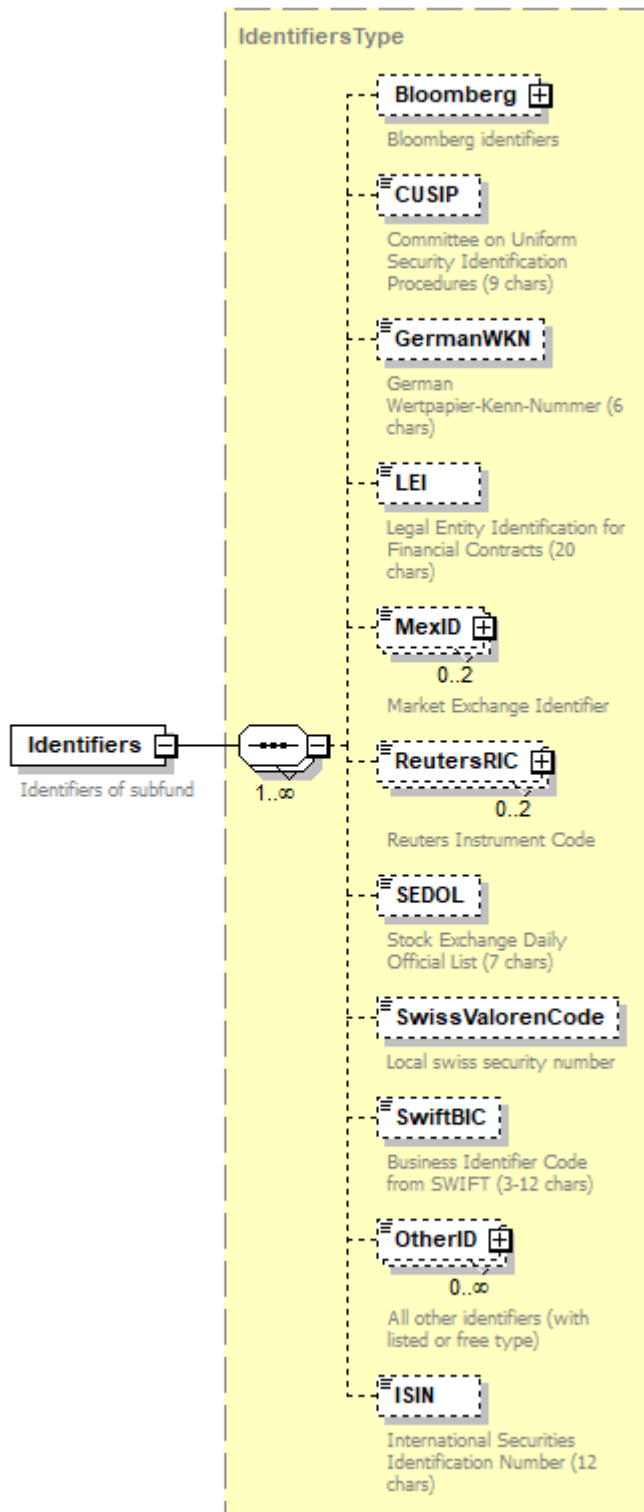 IdentifiersType
Bloomberg
Bloomberg identifiers
CUSIP
Committee on Uniform
Security Identification
Procedures (9 chars)
GermanWKN
German
Wertpapier-Kenn-Nummer (6
chars)
LEI
Legal Entity Identification for
Financial Contracts (20
chars)
MexID
0..2
Market Exchange Identifier
Identifiers
Identifiers of subfund
1..∞
ReutersRIC
0..2
Reuters Instrument Code
SEDOL
Stock Exchange Daily
Official List (7 chars)
SwissValorenCode
Local swiss security number
SwiftBIC
Business Identifier Code
from SWIFT (3-12 chars)
OtherID
0..∞
All other identifiers (with
listed or free type)
ISIN
International Securities
Identification Number (12
chars)